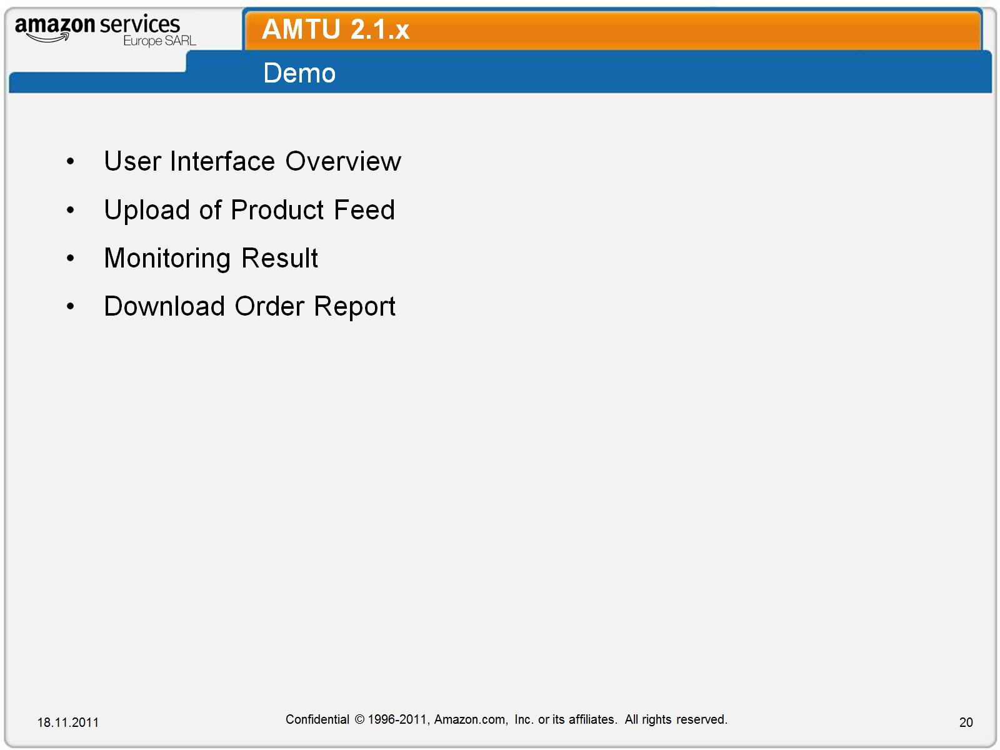 amazon services
Europe SARL
AMTU 2.1.x
Demo
• User Interface Overview
• Upload of Product Feed
• Monitoring Result
• Download Order Report
18.11.2011
Confidential © 1996-2011, Amazon.com, Inc. or its affiliates. All rights reserved.
20